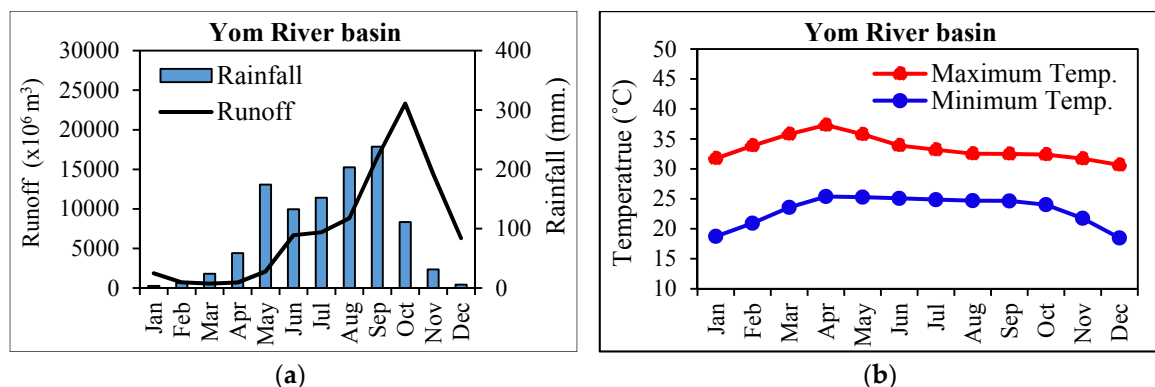 Yom River basin
30000
25000
20000
15000
10000
5000
0
Runoff (x10⁶ m³)
Rainfall
Runoff
400
300
200
100
0
Rainfall (mm.)
Jan Feb Mar Apr May Jun Jul Aug Sep Oct Nov Dec
(a)
Yom River basin
50
45
40
35
30
25
20
15
10
Temperatrue (˚C)
Maximum Temp.
Minimum Temp.
Jan Feb Mar Apr May Jun Jul Aug Sep Oct Nov Dec
(b)